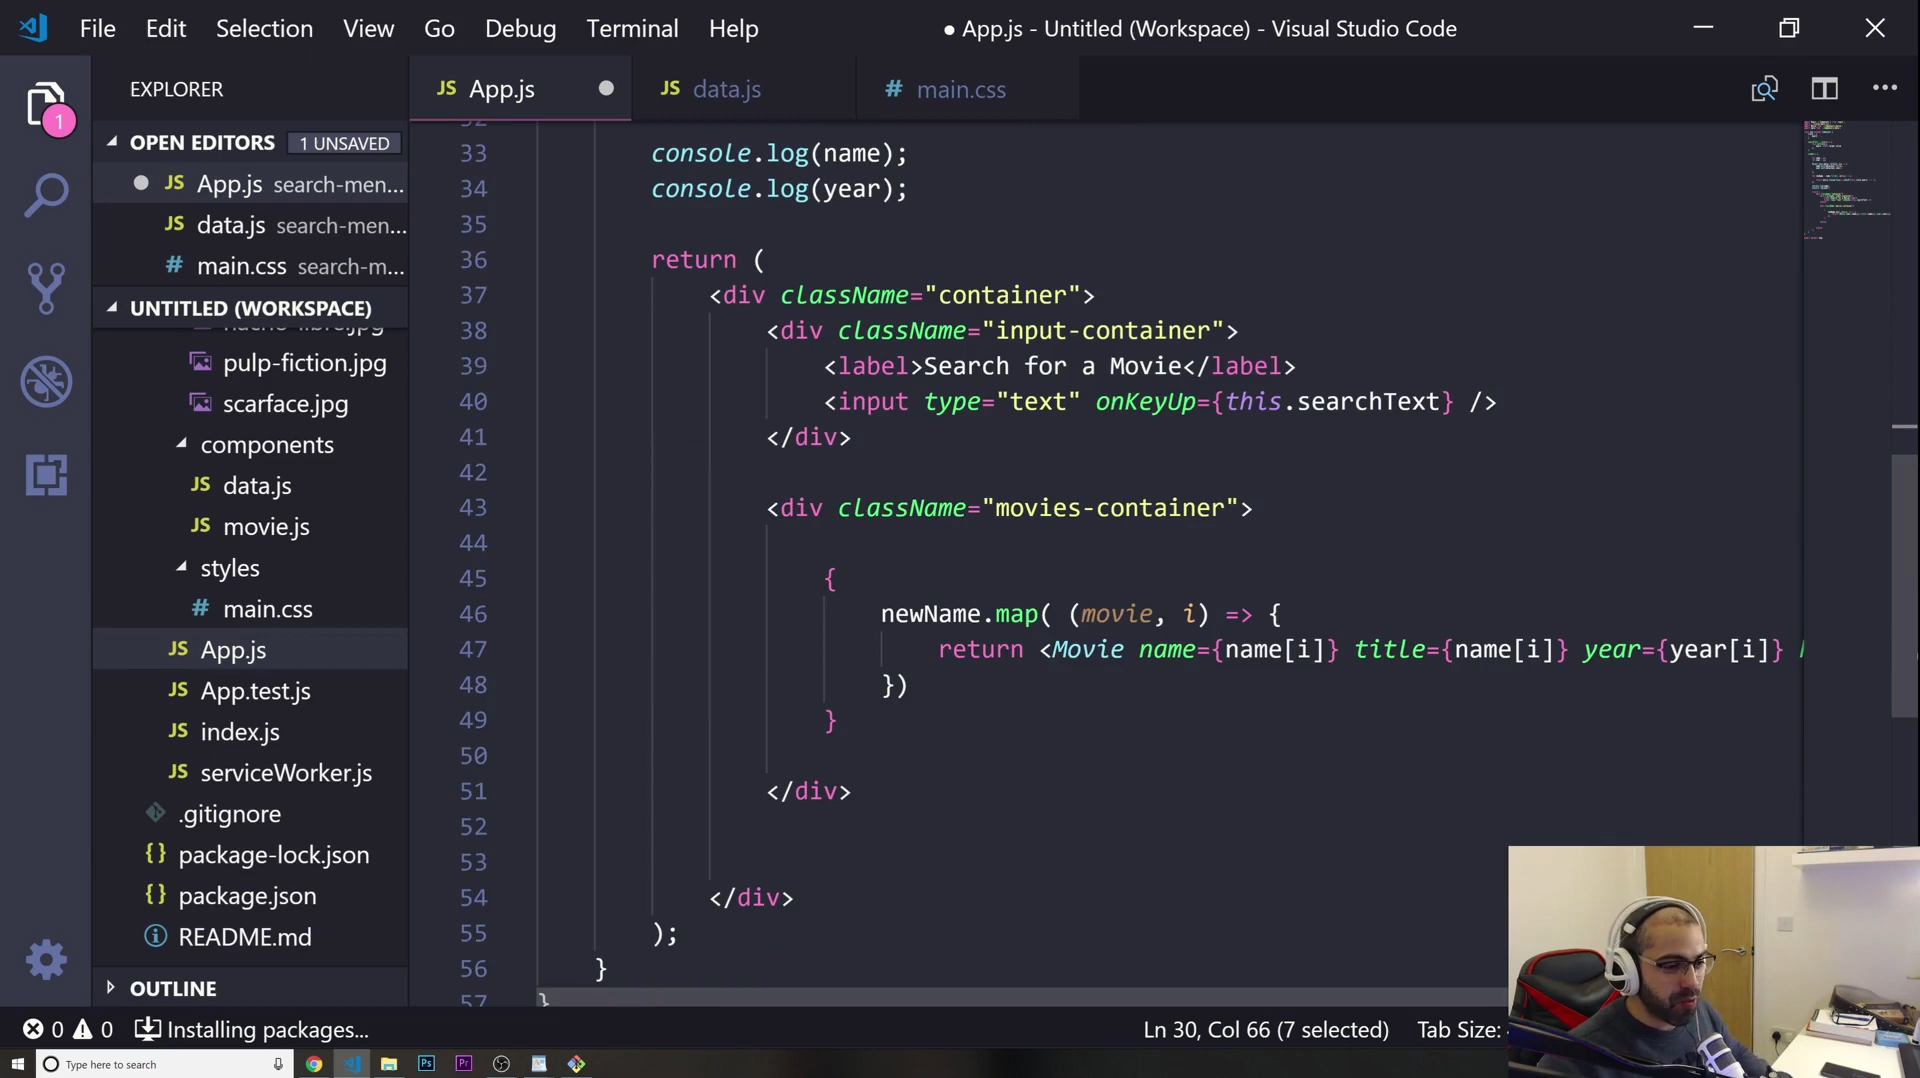 File Edit Selection View Go Debug Terminal Help
● App.js - Untitled (Workspace) - Visual Studio Code
EXPLORER
JS App.js
JS data.js
# main.css
OPEN EDITORS 1 UNSAVED
JS App.js search-men...
JS data.js search-men...
# main.css search-m...
UNTITLED (WORKSPACE)
pulp-fiction.jpg
scarface.jpg
components
JS data.js
JS movie.js
styles
# main.css
JS App.js
JS App.test.js
JS index.js
JS serviceWorker.js
.gitignore
{} package-lock.json
{} package.json
README.md
OUTLINE
1
32
33 console.log(name);
34 console.log(year);
35
36 return (
37 <div className="container">
38 <div className="input-container">
39 <label>Search for a Movie</label>
40 <input type="text" onKeyUp={this.searchText} />
41 </div>
42
43 <div className="movies-container">
44
45 {
46 newName.map( (movie, i) => {
47 return <Movie name={name[i]} title={name[i]} year={year[i]}
48 })
49 }
50
51 </div>
52
53
54 </div>
55 );
56 }
57 }
0 0 Installing packages...
Ln 30, Col 66 (7 selected) Tab Size:
Type here to search
Ps
Pr